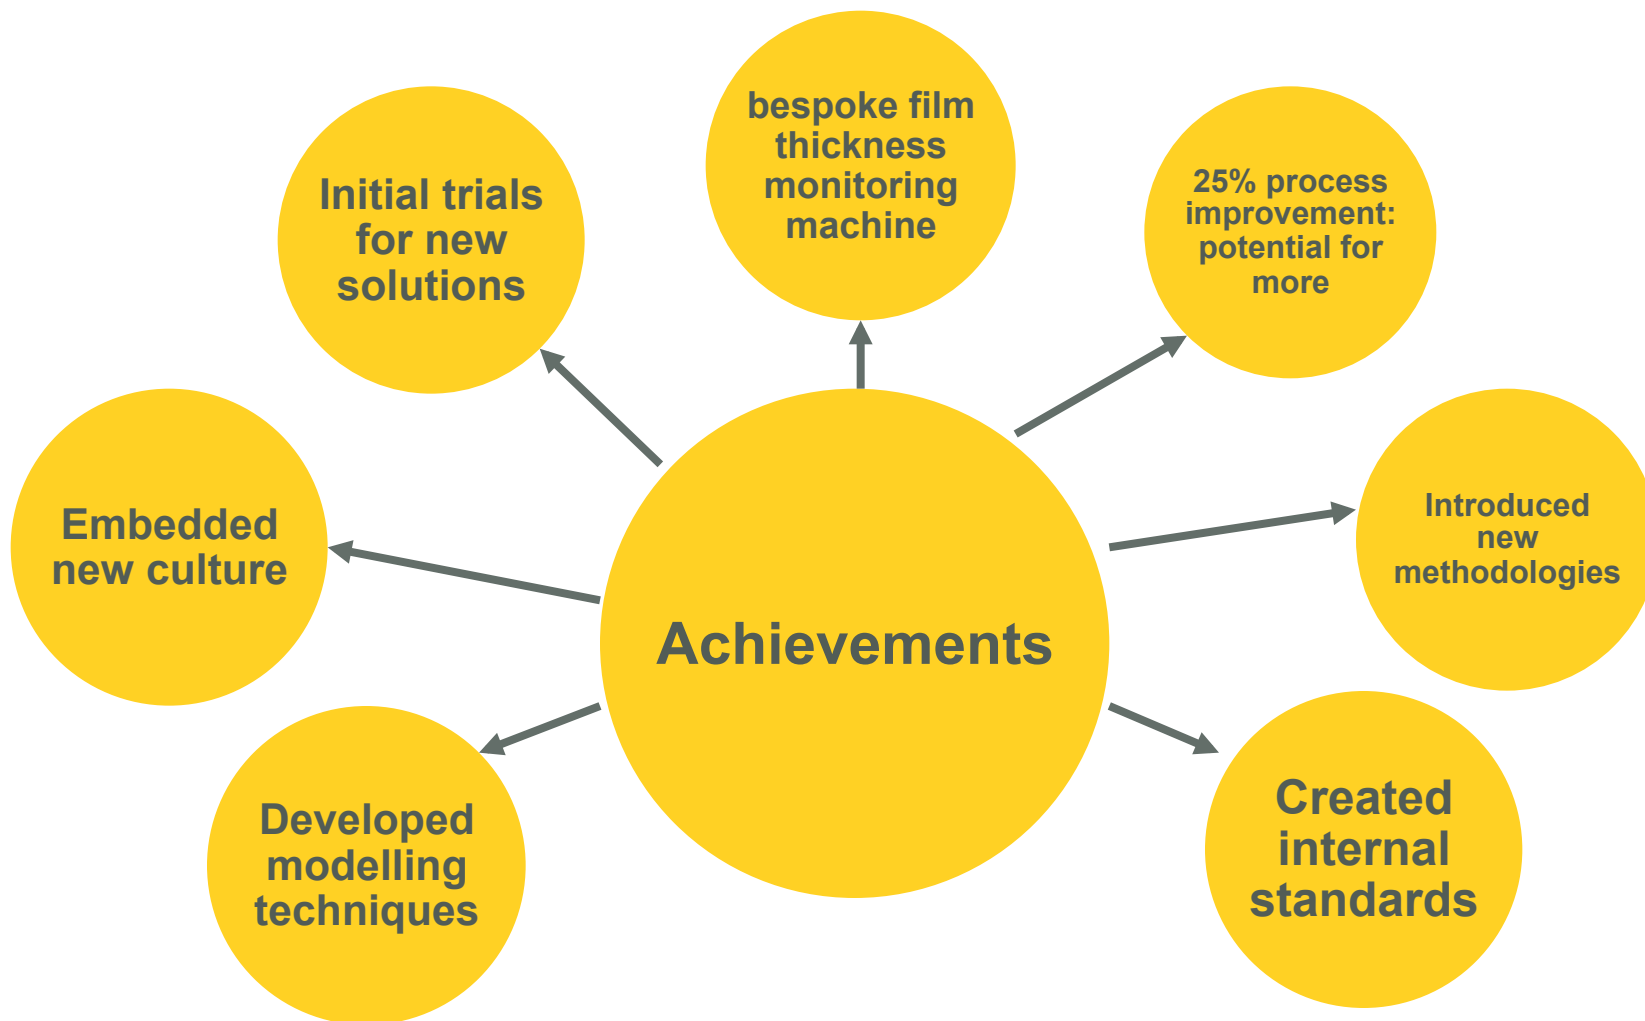 bespoke film
thickness
monitoring
machine
Initial trials
for new
solutions
25% process
improvement:
potential for
more
Embedded
new culture
Introduced
new
methodologies
Achievements
Developed
modelling
techniques
Created
internal
standards